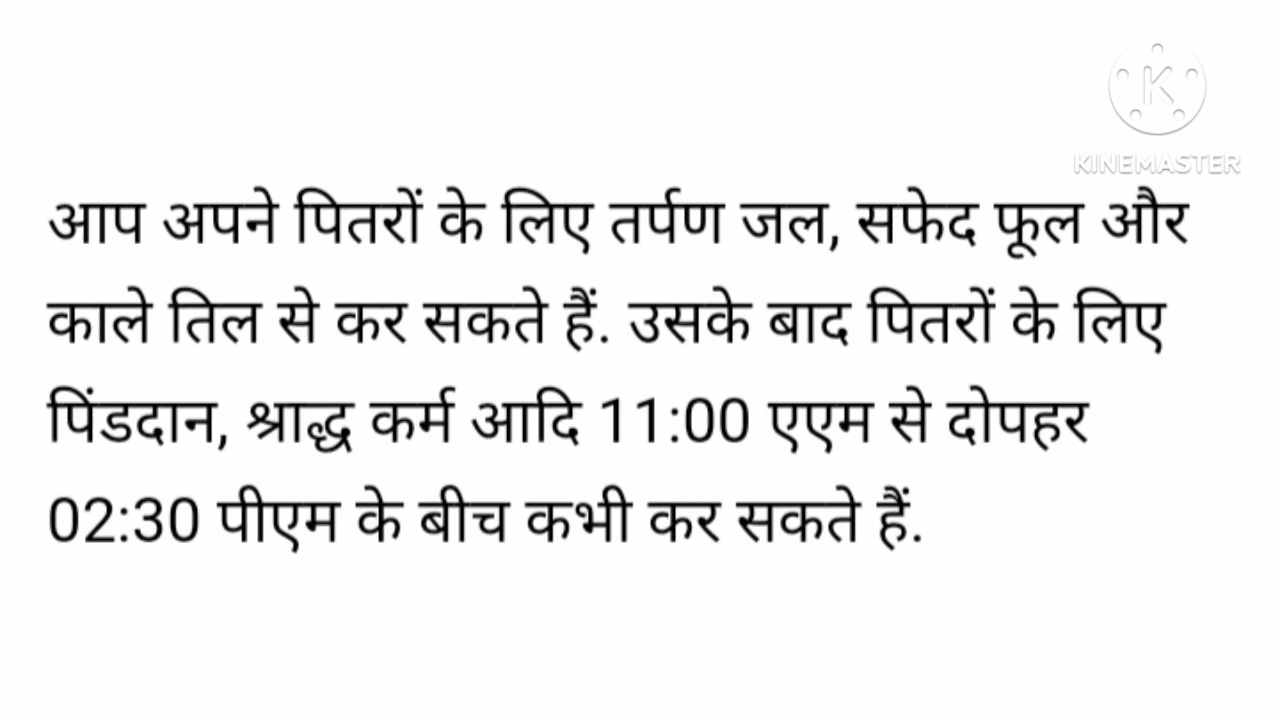 KINEMASTER
आप अपने पितरों के लिए तर्पण जल, सफेद फूल और
काले तिल से कर सकते हैं. उसके बाद पितरों के लिए
पिंडदान, श्राद्ध कर्म आदि 11:00 एएम से दोपहर
02:30 पीएम के बीच कभी कर सकते हैं.